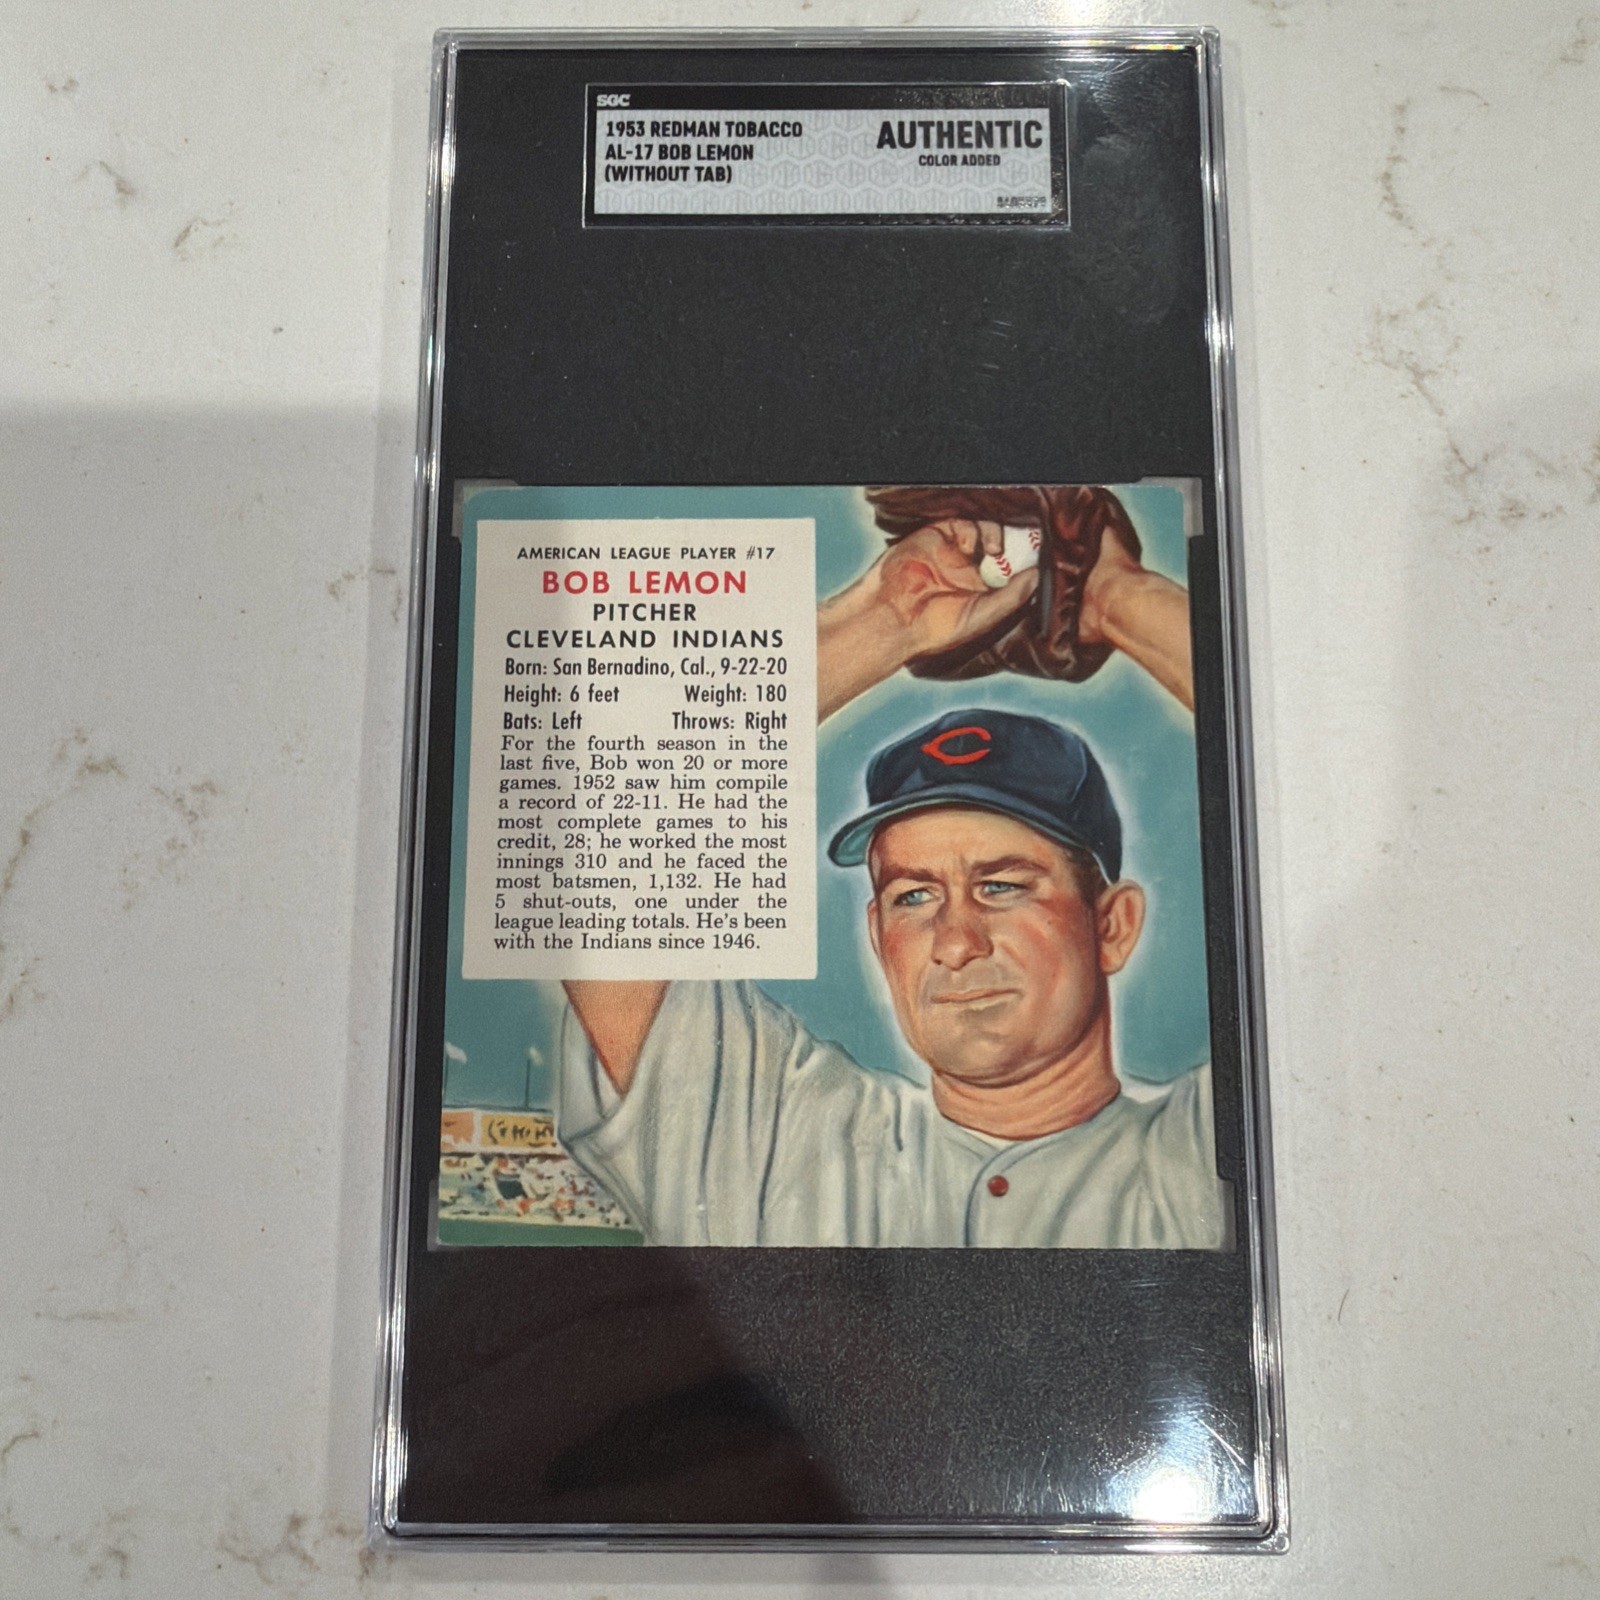 SGC
1953 REDMAN TOBACCO
AL-17 BOB LEMON
(WITHOUT TAB)
AUTHENTIC
COLOR ADDED
AMERICAN LEAGUE PLAYER #17
BOB LEMON
PITCHER
CLEVELAND INDIANS
Born: San Bernadino, Cal., 9-22-20
Height: 6 feet Weight: 180
Bats: Left Throws: Right
For the fourth season in the
last five, Bob won 20 or more
games. 1952 saw him compile
a record of 22-11. He had the
most complete games to his
credit, 28; he worked the most
innings 310 and he faced the
most batsmen, 1,132. He had
5 shut-outs, one under the
league leading totals. He's been
with the Indians since 1946.
C